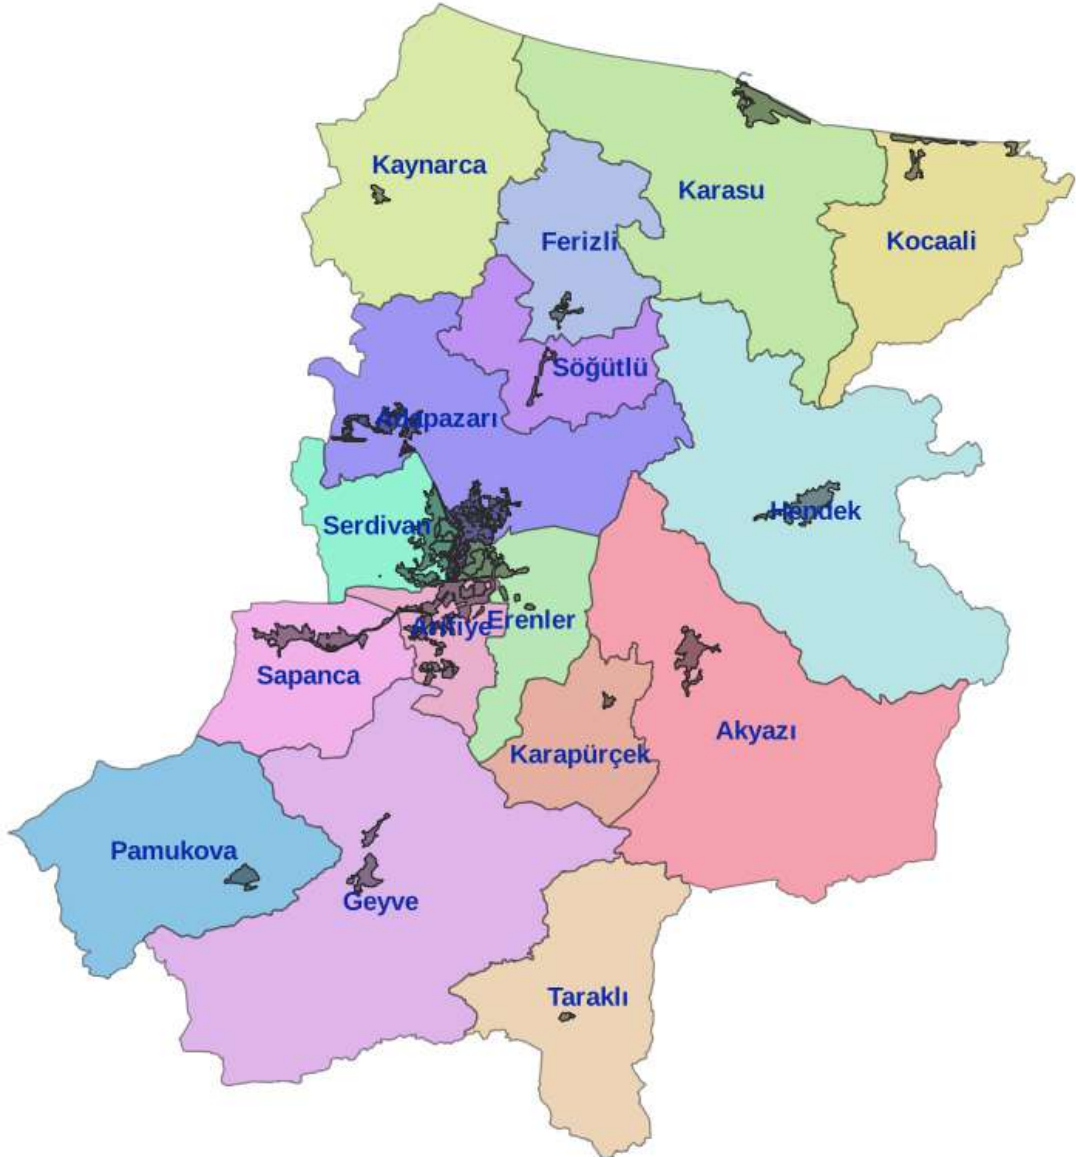 Kaynarca
Karasu
Ferizli
Kocaali
Söğütlü
Adapazarı
Hendek
Serdivan
Erenler
Arifiye
Sapanca
Akyazı
Karapürçek
Pamukova
Geyve
Taraklı